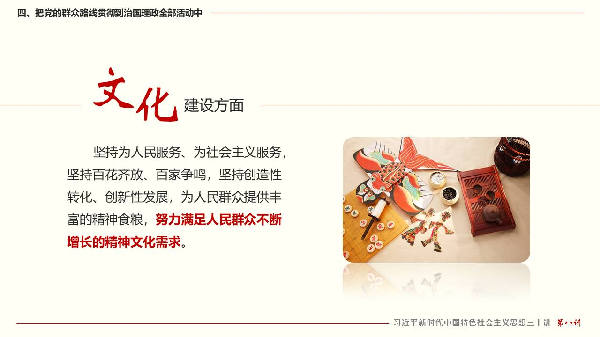 四、把党的群众路线贯彻到治国理政全部活动中
文化建设方面
坚持为人民服务、为社会主义服务，
坚持百花齐放、百家争鸣，坚持创造性
转化、创新性发展，为人民群众提供丰
富的精神食粮，努力满足人民群众不断
增长的精神文化需求。
习近平新时代中国特色社会主义思想三十讲 第八讲